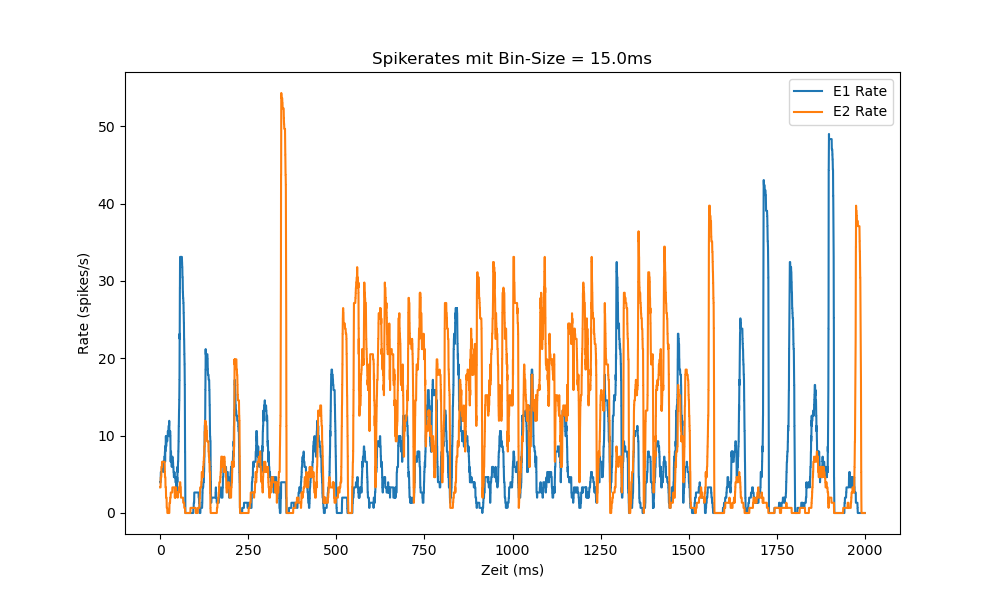 Spikerates mit Bin-Size = 15.0ms
E1 Rate
E2 Rate
Rate (spikes/s)
50
40
30
20
10
0
0 250 500 750 1000 1250 1500 1750 2000
Zeit (ms)